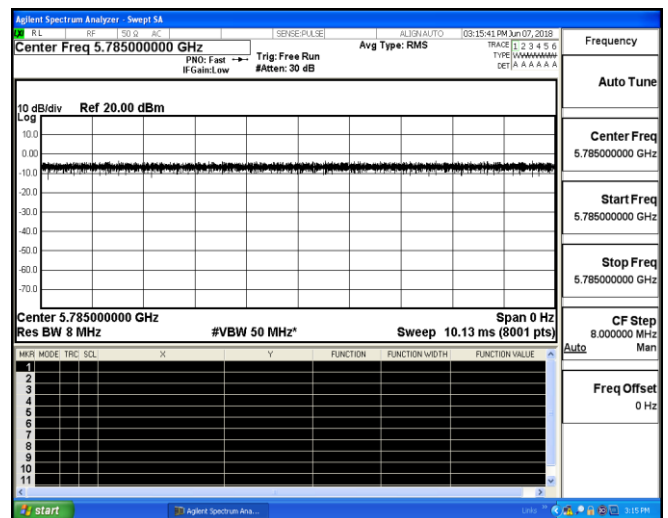 Agilent Spectrum Analyzer - Swept SA
RL RF 50 Ω AC SENSE:PULSE ALIGNAUTO 03:15:41 PM Jun 07, 2018
Center Freq 5.785000000 GHz Avg Type: RMS TRACE 1 2 3 4 5 6
PNO: Fast Trig: Free Run TYPE WWWWWW
IFGain:Low #Atten: 30 dB DET A A A A A A
10 dB/div Ref 20.00 dBm
Log
10.0
0.00
-10.0
-20.0
-30.0
-40.0
-50.0
-60.0
-70.0
Center 5.785000000 GHz Span 0 Hz
Res BW 8 MHz #VBW 50 MHz* Sweep 10.13 ms (8001 pts)
MKR MODE TRC SCL X Y FUNCTION FUNCTION WIDTH FUNCTION VALUE
1
2
3
4
5
6
7
8
9
10
11
Frequency
Auto Tune
Center Freq
5.785000000 GHz
Start Freq
5.785000000 GHz
Stop Freq
5.785000000 GHz
CF Step
8.000000 MHz
Auto Man
Freq Offset
0 Hz
start Agilent Spectrum Ana... Links » 3:15 PM